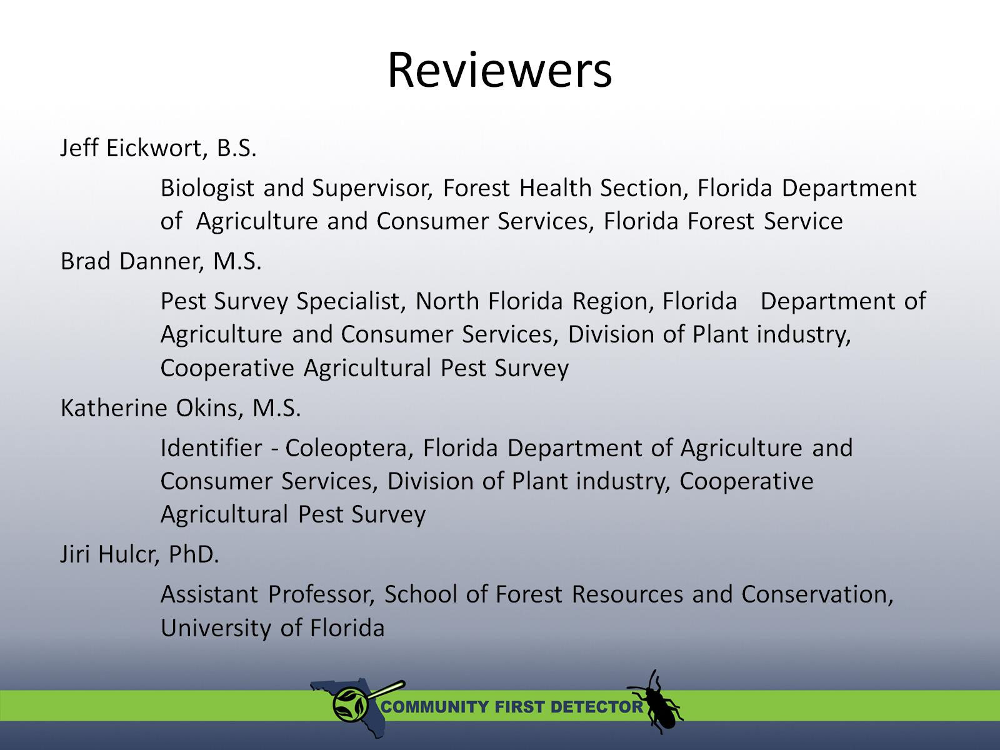 Reviewers
Jeff Eickwort, B.S.
Biologist and Supervisor, Forest Health Section, Florida Department
of  Agriculture and Consumer Services, Florida Forest Service
Brad Danner, M.S.
Pest Survey Specialist, North Florida Region, Florida   Department of
Agriculture and Consumer Services, Division of Plant industry,
Cooperative Agricultural Pest Survey
Katherine Okins, M.S.
Identifier - Coleoptera, Florida Department of Agriculture and
Consumer Services, Division of Plant industry, Cooperative
Agricultural Pest Survey
Jiri Hulcr, PhD.
Assistant Professor, School of Forest Resources and Conservation,
University of Florida
COMMUNITY FIRST DETECTOR